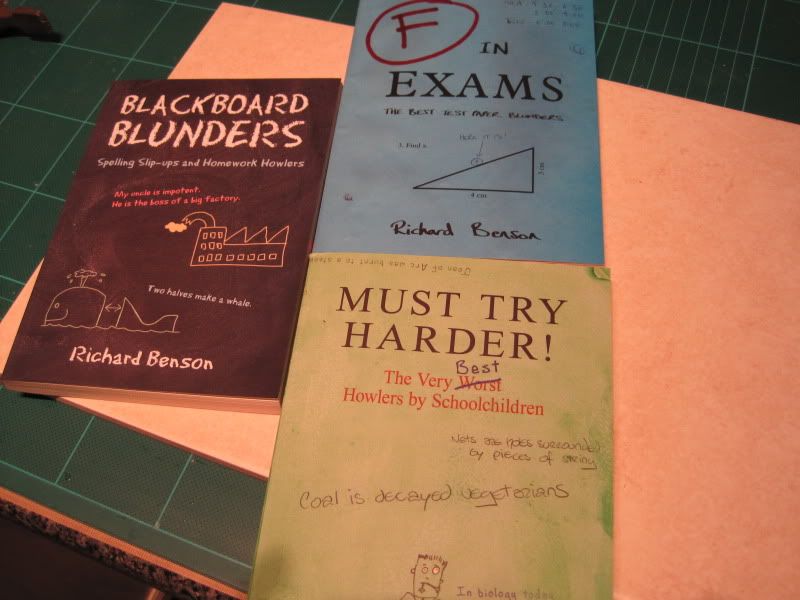 BLACKBOARD
BLUNDERS
Spelling Slip-ups and Homework Howlers
My uncle is impotent.
He is the boss of a big factory.
Two halves make a whale.
Richard Benson
F
IN
EXAMS
THE BEST TEST PAPER BLUNDERS
HERE IT IS!
3. Find x.
x
3 cm
4 cm
Richard Benson
Joan of Arc was burnt to a steak
MUST TRY
HARDER!
Best
The Very Worst
Howlers by Schoolchildren
Nets are holes surrounded
by pieces of string
Coal is decayed vegetarians
In biology today